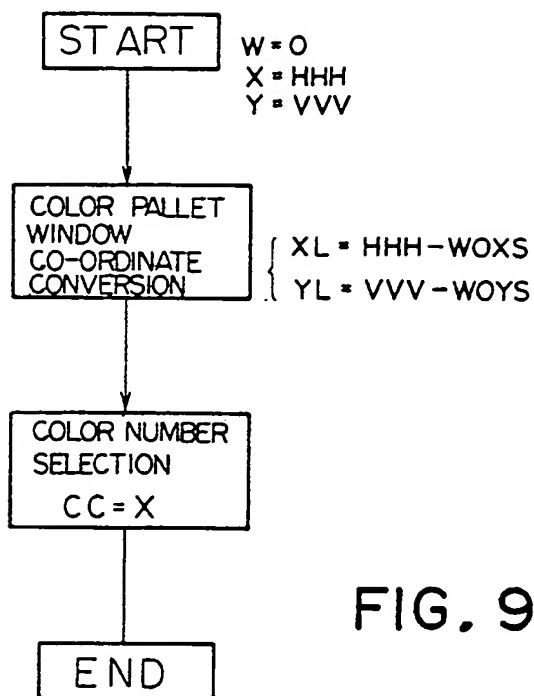 START
W=0
X=HHH
Y=VVV
COLOR PALLET
WINDOW
CO-ORDINATE
CONVERSION
XL=HHH-WOXS
YL=VVV-WOYS
COLOR NUMBER
SELECTION
CC=X
END
FIG. 9